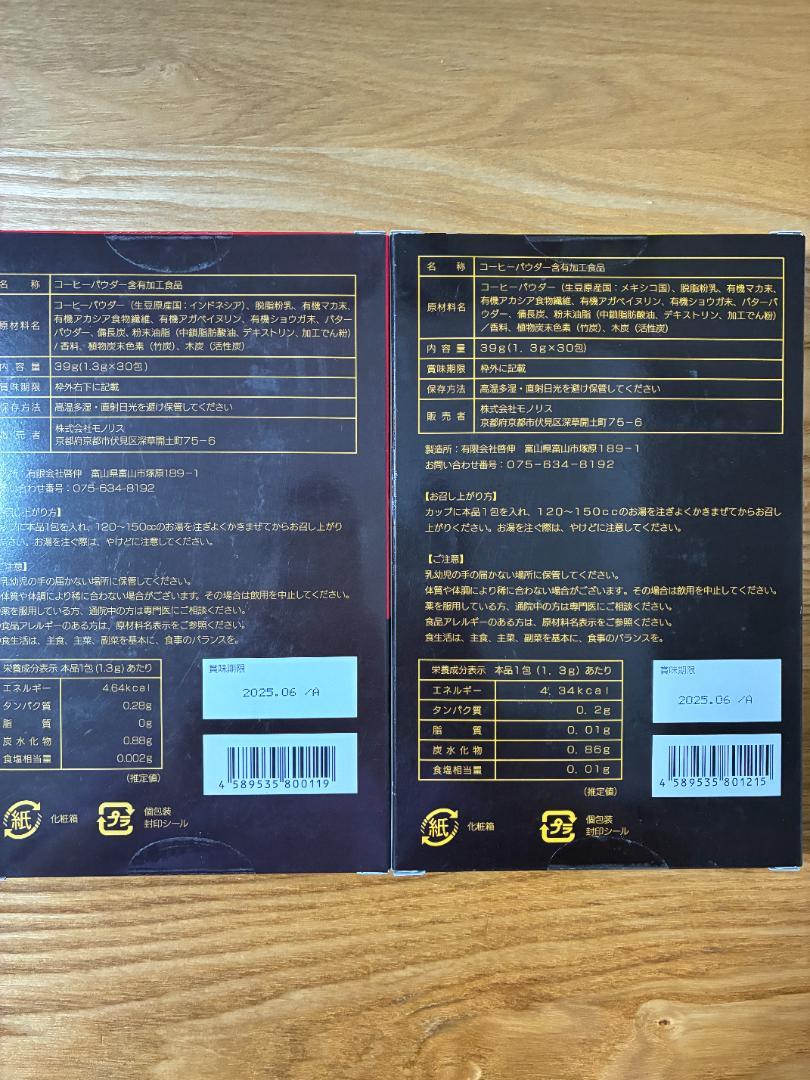 名 称 コーヒーパウダー含有加工食品
原材料名 コーヒーパウダー（生豆原産国：インドネシア）、脱脂粉乳、有機マカ末、
有機アカシア食物繊維、有機アガベイヌリン、有機ショウガ末、バター
パウダー、備長炭、粉末油脂（中鎖脂肪酸油、デキストリン、加工でん粉）
/ 香料、植物炭末色素（竹炭）、木炭（活性炭）
内 容 量 39g(1.3g×30包)
賞味期限 枠外右下に記載
保存方法 高温多湿・直射日光を避け保管してください
売 者 株式会社モノリス
京都府京都市伏見区深草開土町75-6
所：有限会社啓伸 富山県富山市塚原189-1
い合わせ番号：075-634-8192
召し上がり方】
プに本品1包を入れ、120～150ccのお湯を注ぎよくかきまぜてからお召し上がり
さい。お湯を注ぐ際は、やけどに注意してください。
ご注意】
乳幼児の手の届かない場所に保管してください。
体質や体調により稀に合わない場合がございます。その場合は飲用を中止してください。
薬を服用している方、通院中の方は専門医にご相談ください。
食品アレルギーのある方は、原材料名表示をご参照ください。
食生活は、主食、主菜、副菜を基本に、食事のバランスを。
栄養成分表示 本品1包(1.3g)あたり
エネルギー 4.64kcal
タンパク質 0.28g
脂 質 0g
炭水化物 0.88g
食塩相当量 0.002g
（推定値）
賞味期限
2025.06 /A
4 589535 800119
紙 化粧箱
プラ 個包装
封印シール
名 称 コーヒーパウダー含有加工食品
原材料名 コーヒーパウダー（生豆原産国：メキシコ国）、脱脂粉乳、有機マカ末、
有機アカシア食物繊維、有機アガベイヌリン、有機ショウガ末、バターパ
ウダー、備長炭、粉末油脂（中鎖脂肪酸油、デキストリン、加工でん粉）
／香料、植物炭末色素（竹炭）、木炭（活性炭）
内 容 量 39g(1.3g×30包)
賞味期限 枠外に記載
保存方法 高温多湿・直射日光を避け保管してください
販 売 者 株式会社モノリス
京都府京都市伏見区深草開土町75-6
製造所：有限会社啓伸 富山県富山市塚原189-1
お問い合わせ番号：075-634-8192
【お召し上がり方】
カップに本品1包を入れ、120～150ccのお湯を注ぎよくかきまぜてからお召し
上がりください。お湯を注ぐ際は、やけどに注意してください。
【ご注意】
乳幼児の手の届かない場所に保管してください。
体質や体調により稀に合わない場合がございます。その場合は飲用を中止してください。
薬を服用している方、通院中の方は専門医にご相談ください。
食品アレルギーのある方は、原材料名表示をご参照ください。
食生活は、主食、主菜、副菜を基本に、食事のバランスを。
栄養成分表示 本品1包(1.3g)あたり
エネルギー 4.34kcal
タンパク質 0.2g
脂 質 0.01g
炭水化物 0.86g
食塩相当量 0.01g
（推定値）
賞味期限
2025.06 /A
4 589535 801215
紙 化粧箱
プラ 個包装
封印シール